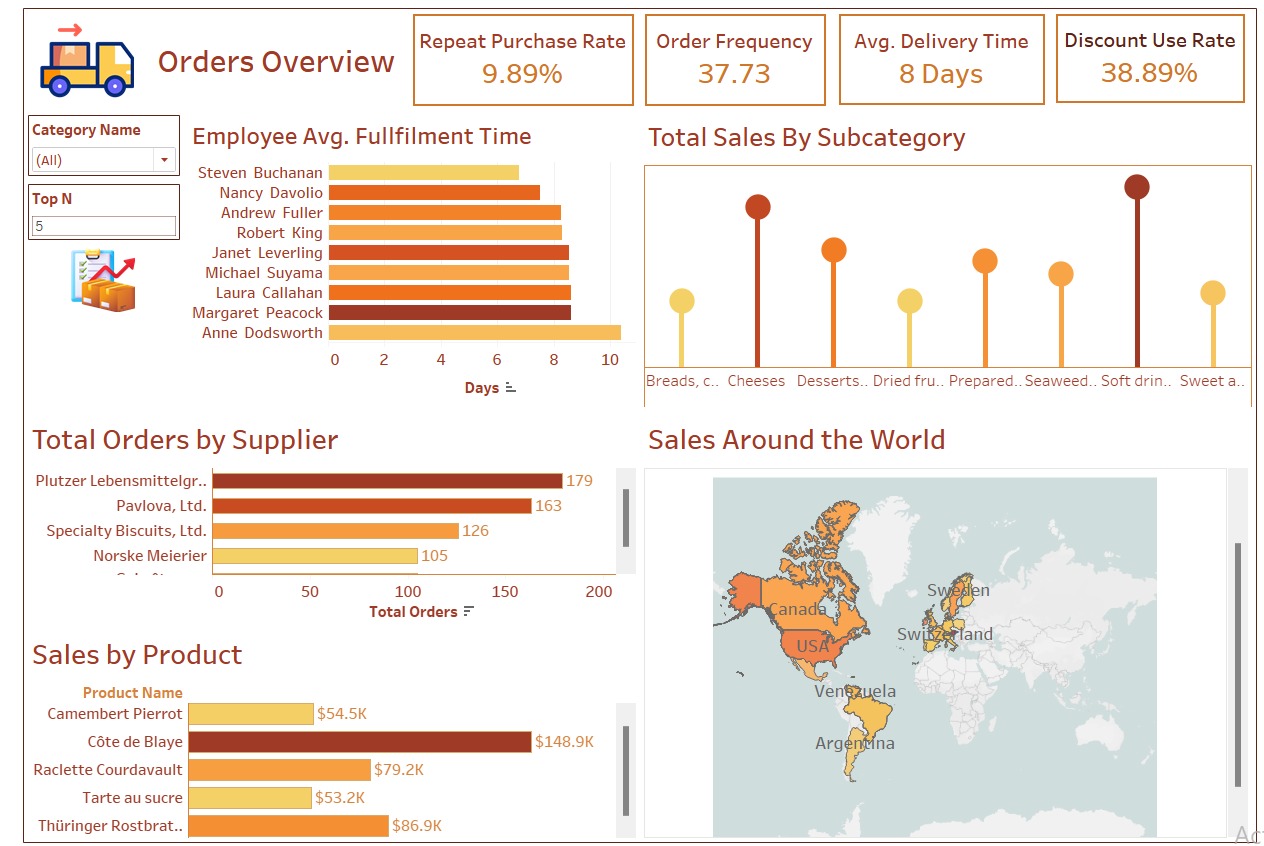 Orders Overview
Repeat Purchase Rate
9.89%
Order Frequency
37.73
Avg. Delivery Time
8 Days
Discount Use Rate
38.89%
Category Name
(All)
Top N
5
Employee Avg. Fullfilment Time
Steven Buchanan
Nancy Davolio
Andrew Fuller
Robert King
Janet Leverling
Michael Suyama
Laura Callahan
Margaret Peacock
Anne Dodsworth
0 2 4 6 8 10
Days
Total Sales By Subcategory
Breads, c.. Cheeses Desserts.. Dried fru.. Prepared.. Seaweed.. Soft drin.. Sweet a..
Total Orders by Supplier
Plutzer Lebensmittelgr.. 179
Pavlova, Ltd. 163
Specialty Biscuits, Ltd. 126
Norske Meierier 105
0 50 100 150 200
Total Orders
Sales by Product
Product Name
Camembert Pierrot $54.5K
Côte de Blaye $148.9K
Raclette Courdavault $79.2K
Tarte au sucre $53.2K
Thüringer Rostbrat.. $86.9K
Sales Around the World
Sweden
Canada
Switzerland
USA
Venezuela
Argentina